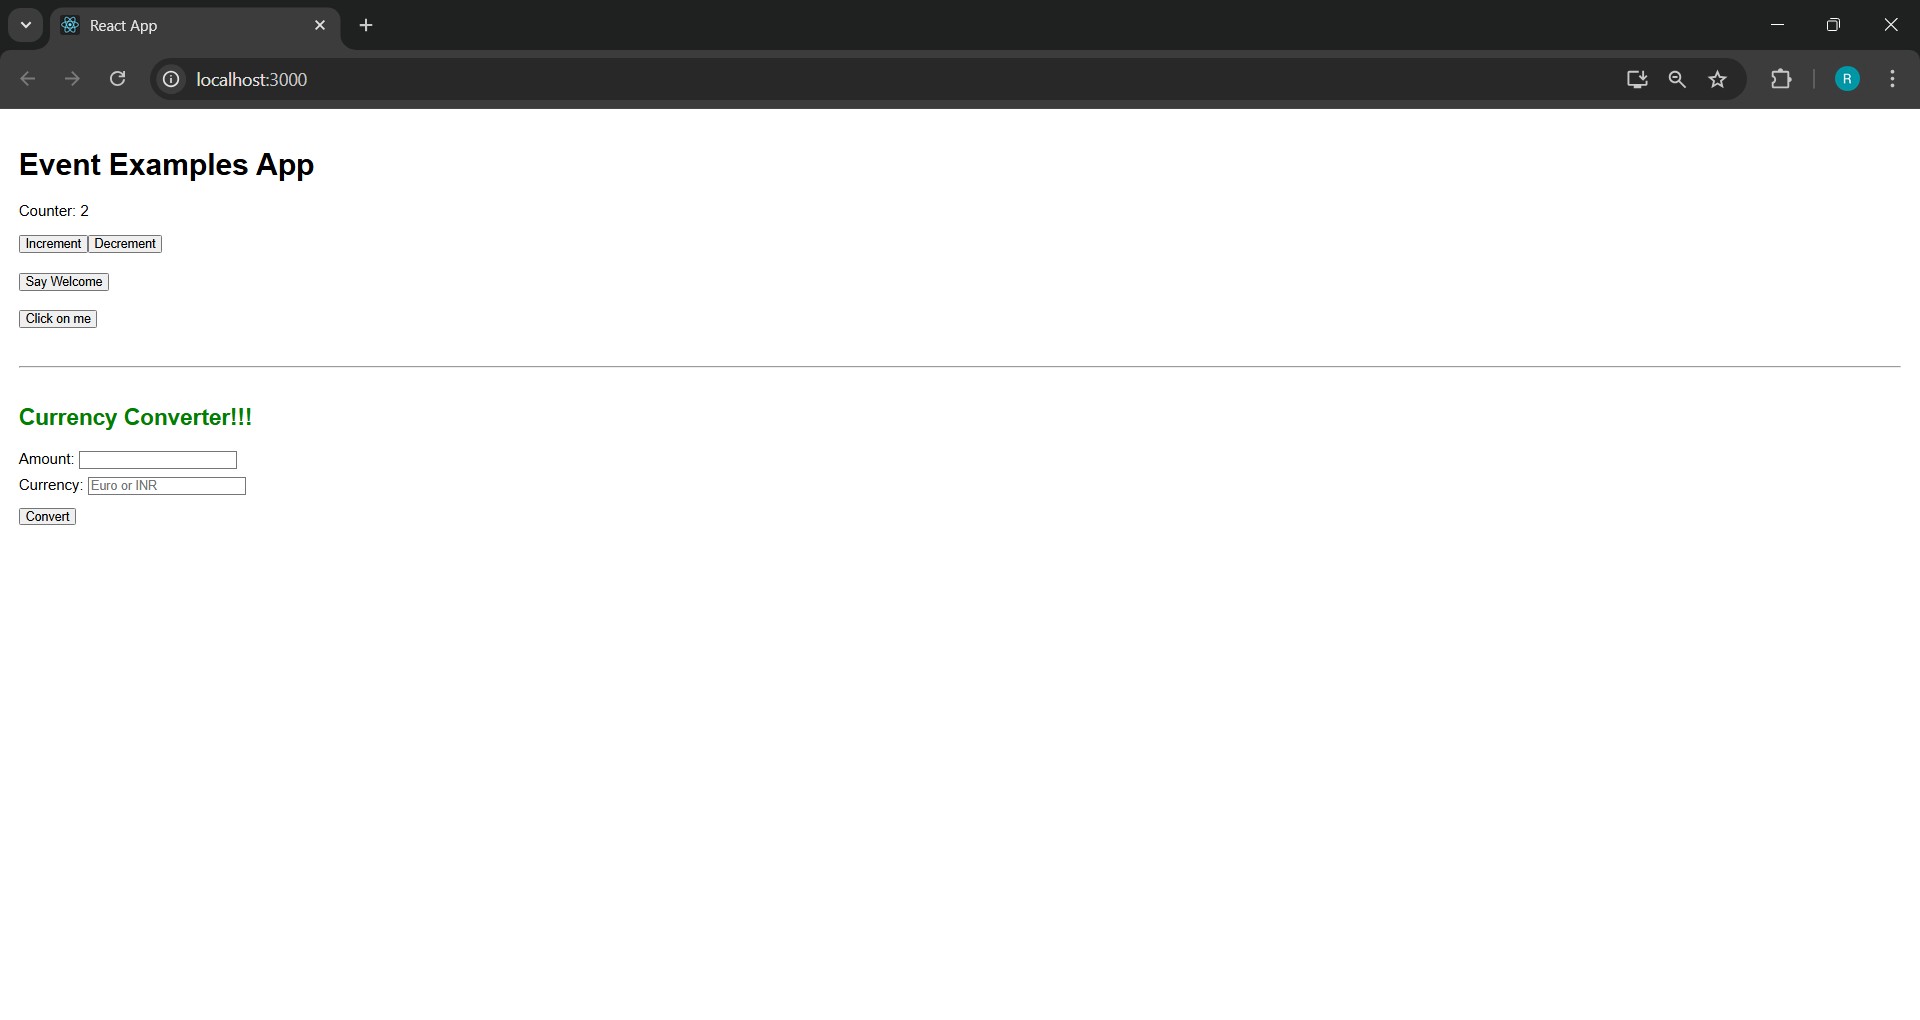 React App
localhost:3000
R
Event Examples App
Counter: 2
Increment Decrement
Say Welcome
Click on me
Currency Converter!!!
Amount:
Currency: Euro or INR
Convert